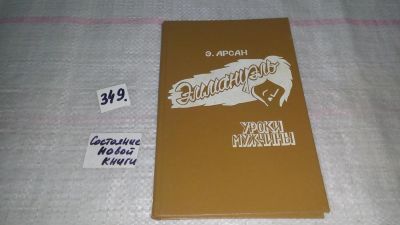 349.
Состояние
новой
книги
Э. АРСАН
Эммануэль
УРОКИ
МУЖЧИНЫ